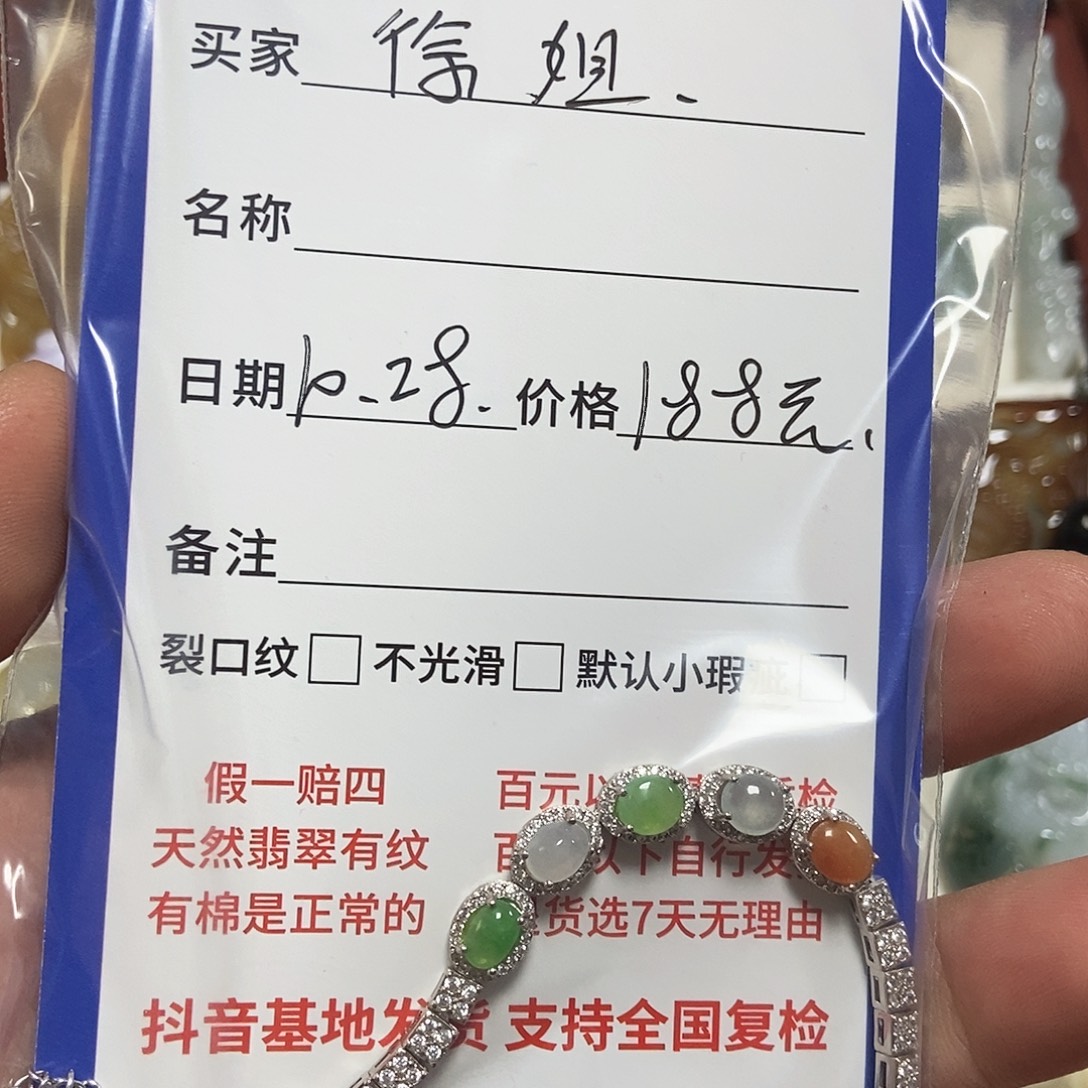 买家 徐姐.
名称
日期 10.28. 价格 188元.
备注
裂口纹 不光滑 默认小瑕疵
假一赔四 百元以
天然翡翠有纹 以下自行发
有棉是正常的 货选7天无理由
抖音基地发货 支持全国复检